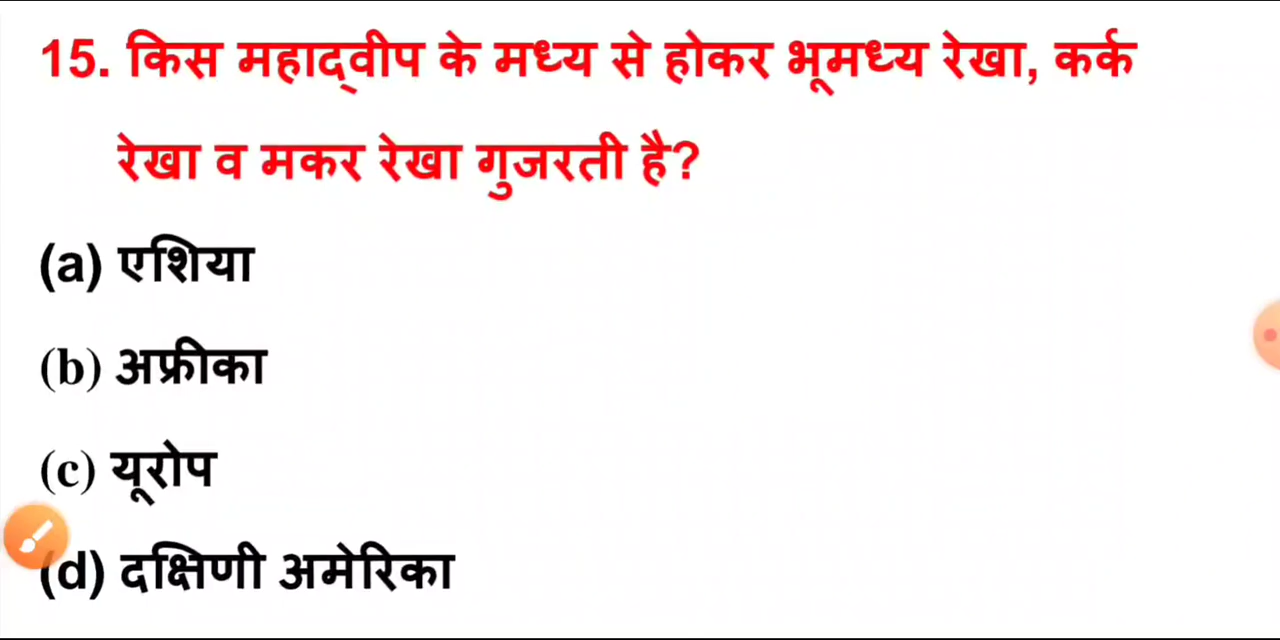 15. किस महाद्वीप के मध्य से होकर भूमध्य रेखा, कर्क
रेखा व मकर रेखा गुजरती है?
(a) एशिया
(b) अफ्रीका
(c) यूरोप
(d) दक्षिणी अमेरिका